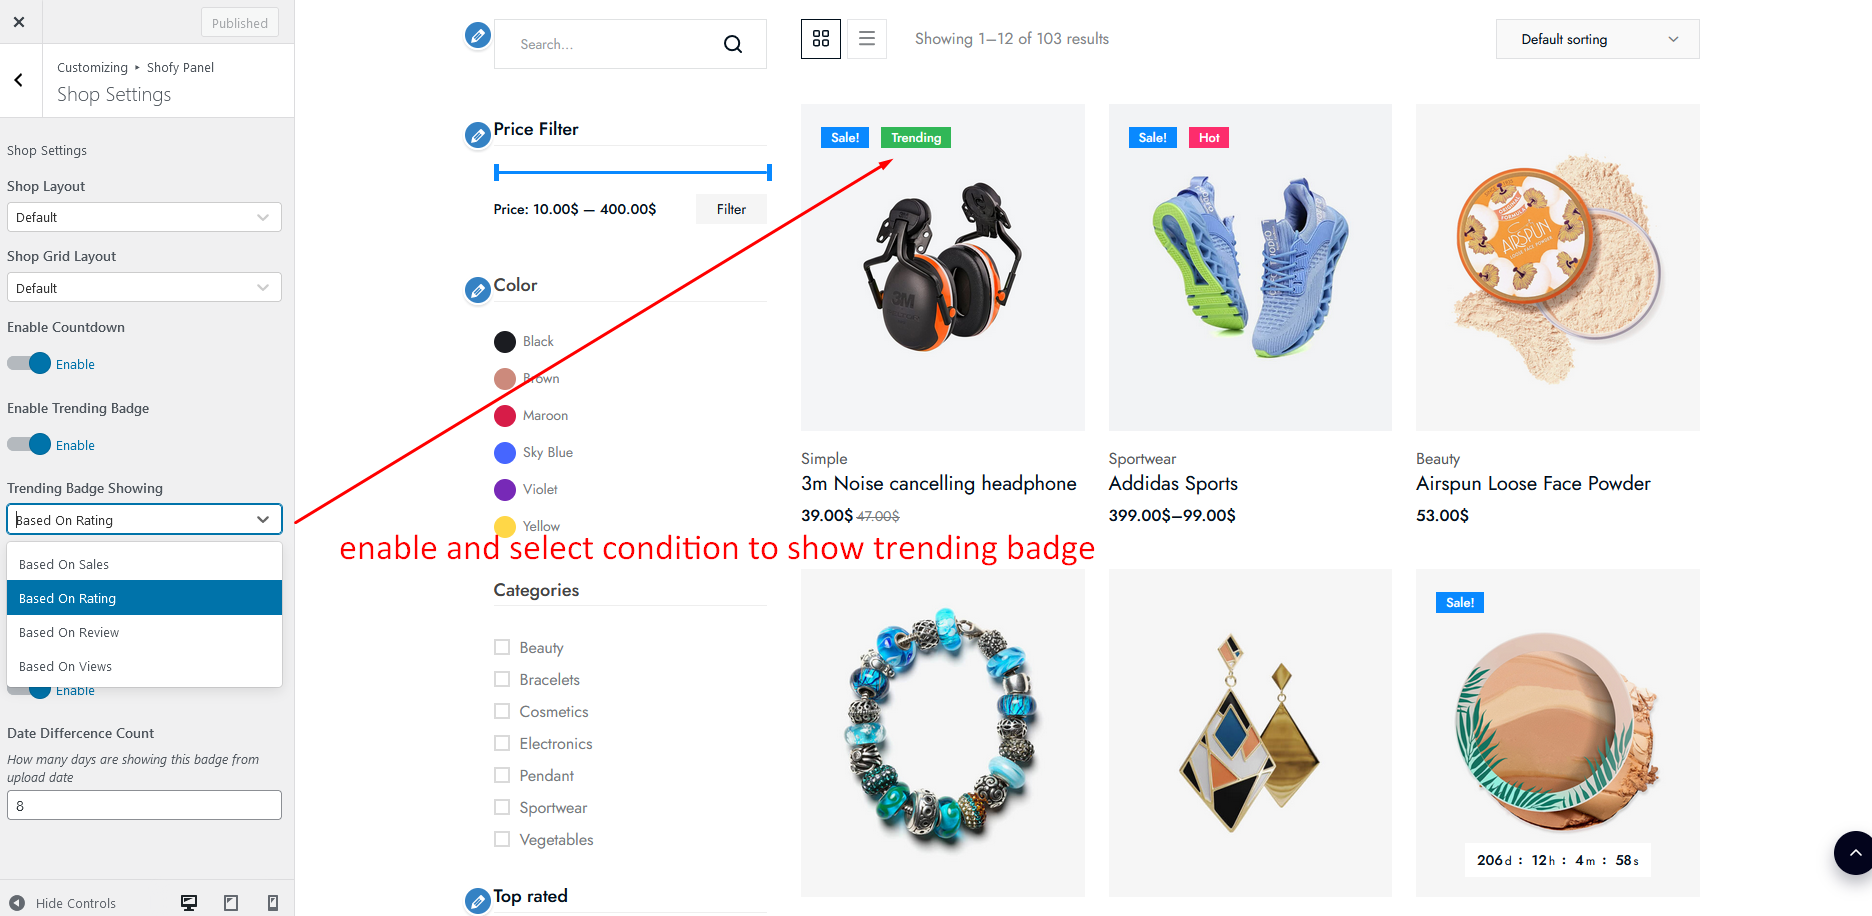 Published
Customizing ▸ Shofy Panel
Shop Settings
Shop Settings
Shop Layout
Default
Shop Grid Layout
Default
Enable Countdown
Enable
Enable Trending Badge
Enable
Trending Badge Showing
Based On Rating
Based On Sales
Based On Rating
Based On Review
Based On Views
Enable
Date Differcence Count
How many days are showing this badge from
upload date
8
Hide Controls
Search...
Price Filter
Price: 10.00$ — 400.00$
Filter
Color
Black
Brown
Maroon
Sky Blue
Violet
Yellow
enable and select condition to show trending badge
Categories
Beauty
Bracelets
Cosmetics
Electronics
Pendant
Sportwear
Vegetables
Top rated
Showing 1–12 of 103 results
Default sorting
Sale!
Trending
3M
Simple
3m Noise cancelling headphone
39.00$ 47.00$
Sale!
Hot
Sportwear
Addidas Sports
399.00$–99.00$
AIRSPUN
Beauty
Airspun Loose Face Powder
53.00$
Sale!
206d : 12h : 4m : 58s